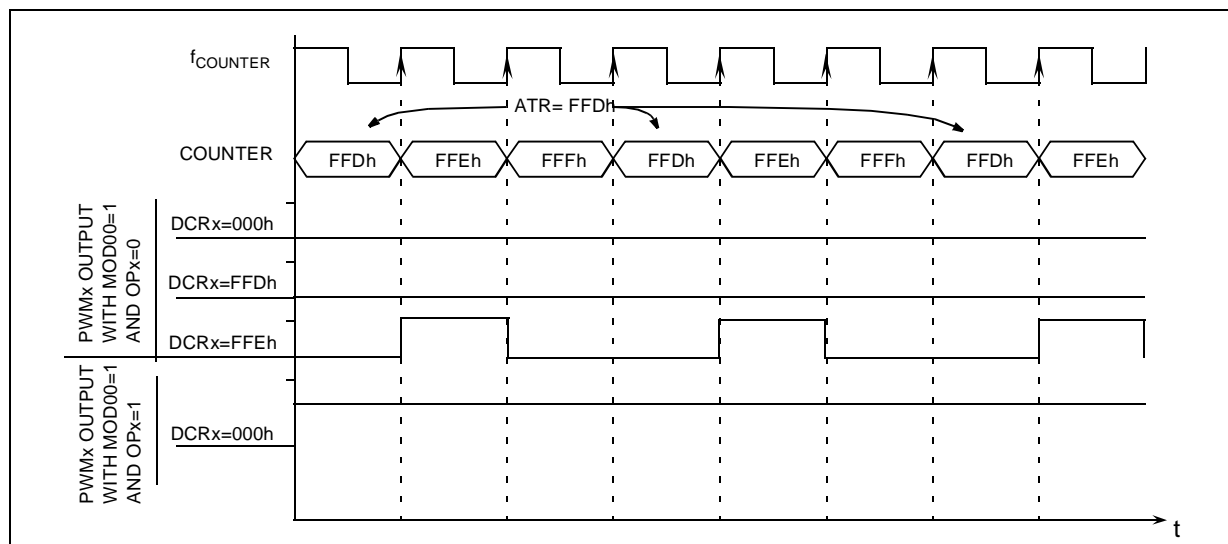 fCOUNTER
ATR= FFDh
COUNTER
FFDh FFEh FFFh FFDh FFEh FFFh FFDh FFEh
PWMx OUTPUT
WITH MOD00=1
AND OPx=0
DCRx=000h
DCRx=FFDh
DCRx=FFEh
PWMx OUTPUT
WITH MOD00=1
AND OPx=1
DCRx=000h
t